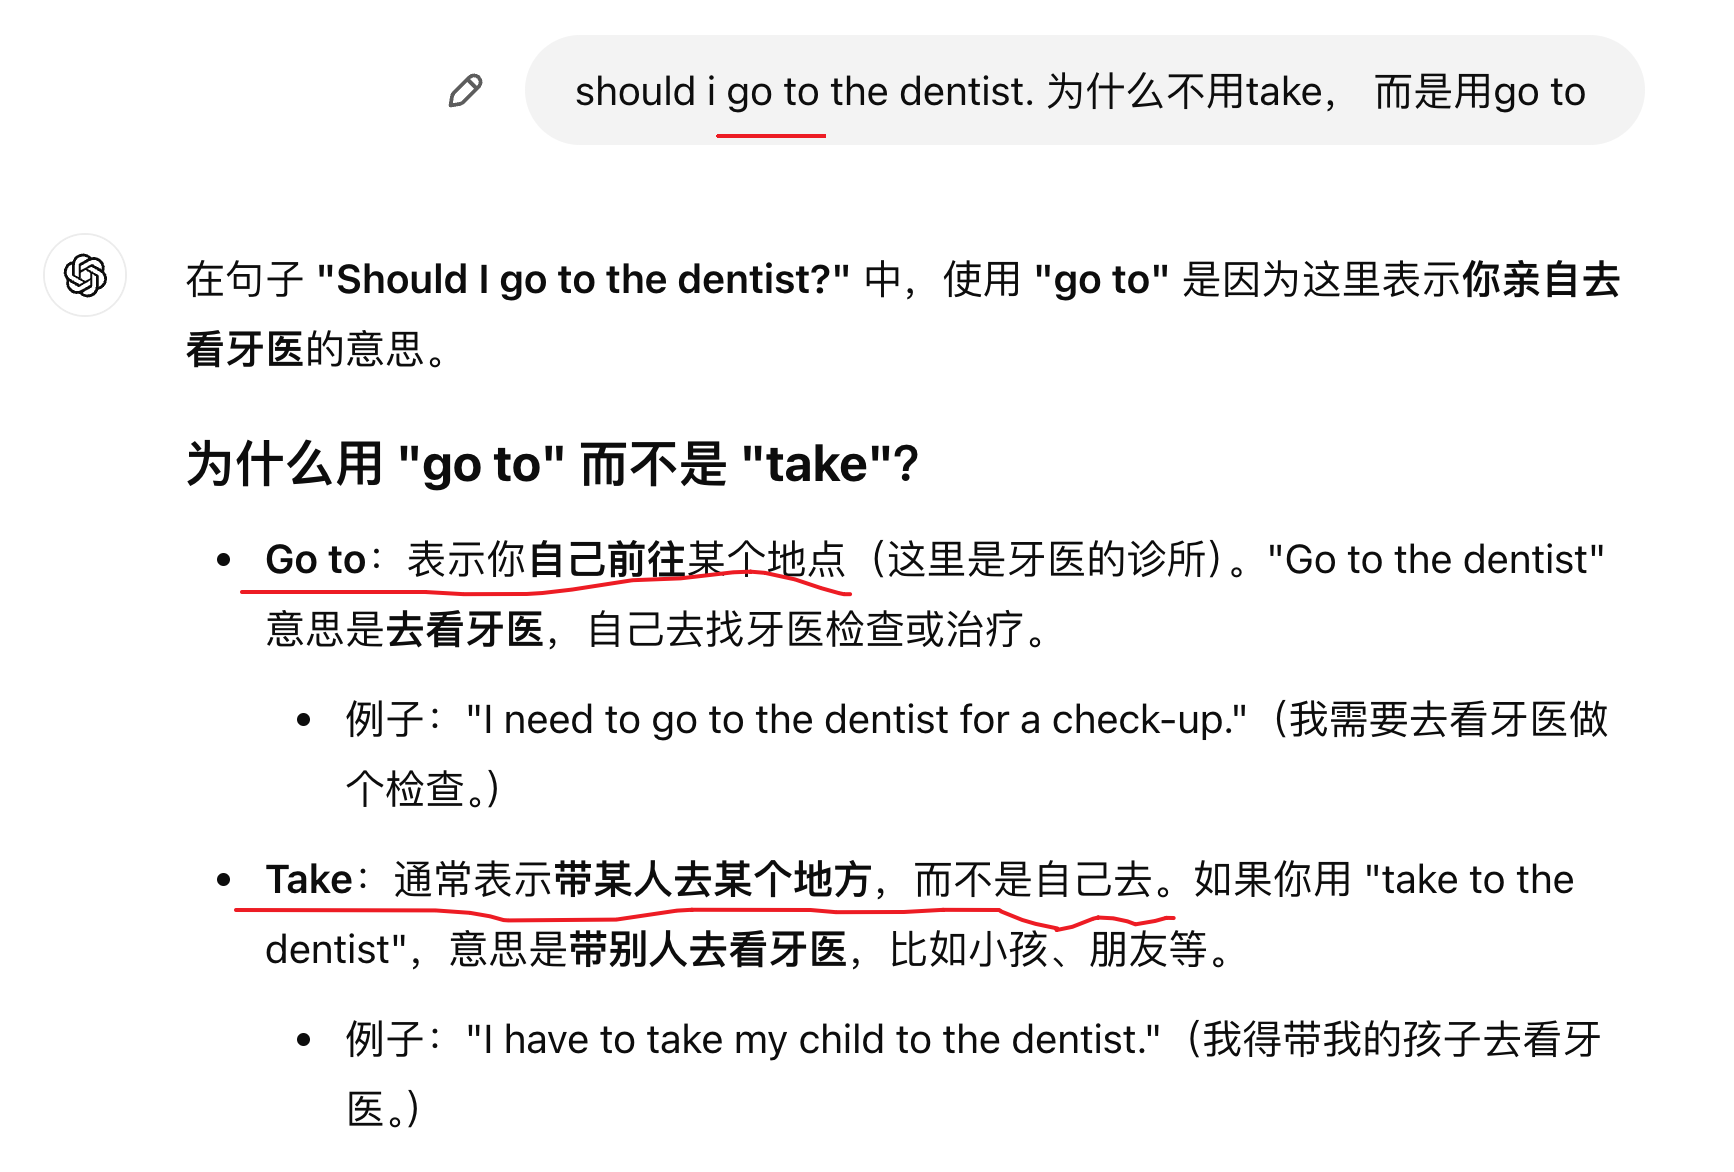 should i go to the dentist. 为什么不用take， 而是用go to
在句子 "Should I go to the dentist?" 中，使用 "go to" 是因为这里表示你亲自去
看牙医的意思。
为什么用 "go to" 而不是 "take"?
• Go to：表示你自己前往某个地点（这里是牙医的诊所）。"Go to the dentist"
意思是去看牙医，自己去找牙医检查或治疗。
• 例子："I need to go to the dentist for a check-up."（我需要去看牙医做
个检查。）
• Take：通常表示带某人去某个地方，而不是自己去。如果你用 "take to the
dentist"，意思是带别人去看牙医，比如小孩、朋友等。
• 例子："I have to take my child to the dentist."（我得带我的孩子去看牙
医。）